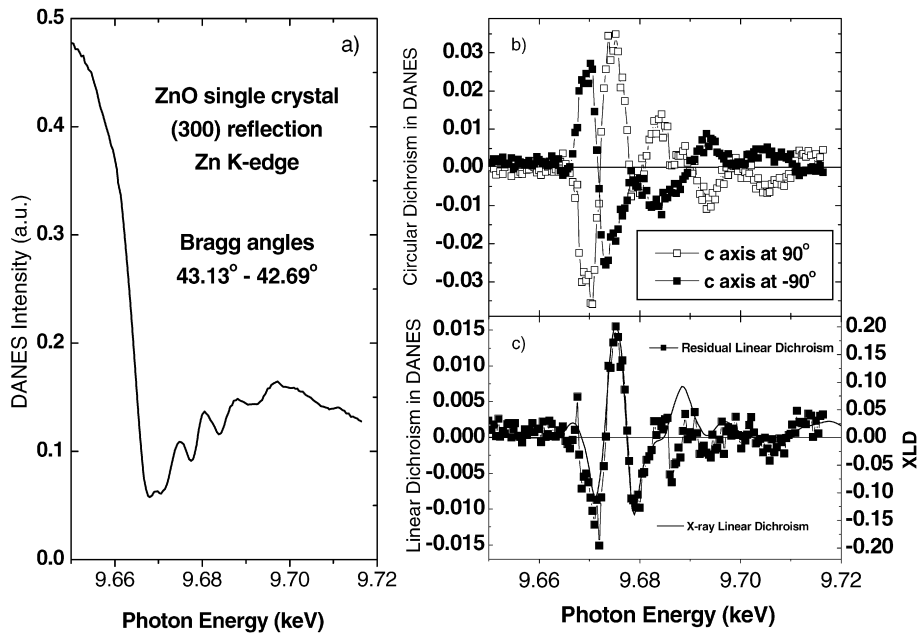 a)
ZnO single crystal
(300) reflection
Zn K-edge
Bragg angles
43.13° - 42.69°
DANES Intensity (a.u.)
0.5
0.4
0.3
0.2
0.1
0.0
9.66
9.68
9.70
9.72
Photon Energy (keV)
b)
Circular Dichroism in DANES
0.03
0.02
0.01
0.00
-0.01
-0.02
-0.03
c axis at 90°
c axis at -90°
c)
Linear Dichroism in DANES
0.015
0.010
0.005
0.000
-0.005
-0.010
-0.015
Residual Linear Dichroism
X-ray Linear Dichroism
0.20
0.15
0.10
0.05
0.00
-0.05
-0.10
-0.15
-0.20
XLD
9.66
9.68
9.70
9.72
Photon Energy (keV)